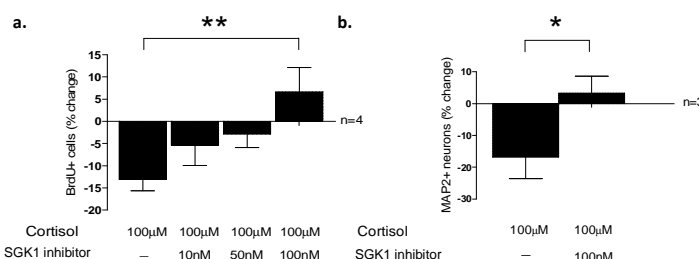 a.
**
BrdU+ cells (% change)
15
10
5
0
-5
-10
-15
-20
n=4
Cortisol 100µM 100µM 100µM 100µM
SGK1 inhibitor – 10nM 50nM 100nM
b.
*
MAP2+ neurons (% change)
10
0
-10
-20
-30
Cortisol 100µM 100µM
SGK1 inhibitor – 100nM